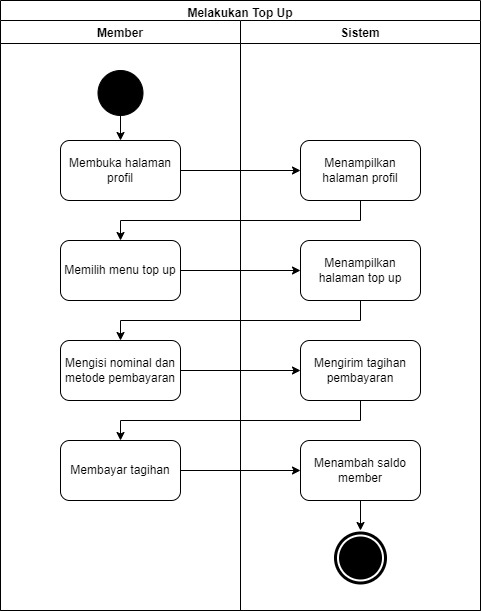 Melakukan Top Up
Member
Sistem
Membuka halaman
profil
Menampilkan
halaman profil
Memilih menu top up
Menampilkan
halaman top up
Mengisi nominal dan
metode pembayaran
Mengirim tagihan
pembayaran
Membayar tagihan
Menambah saldo
member